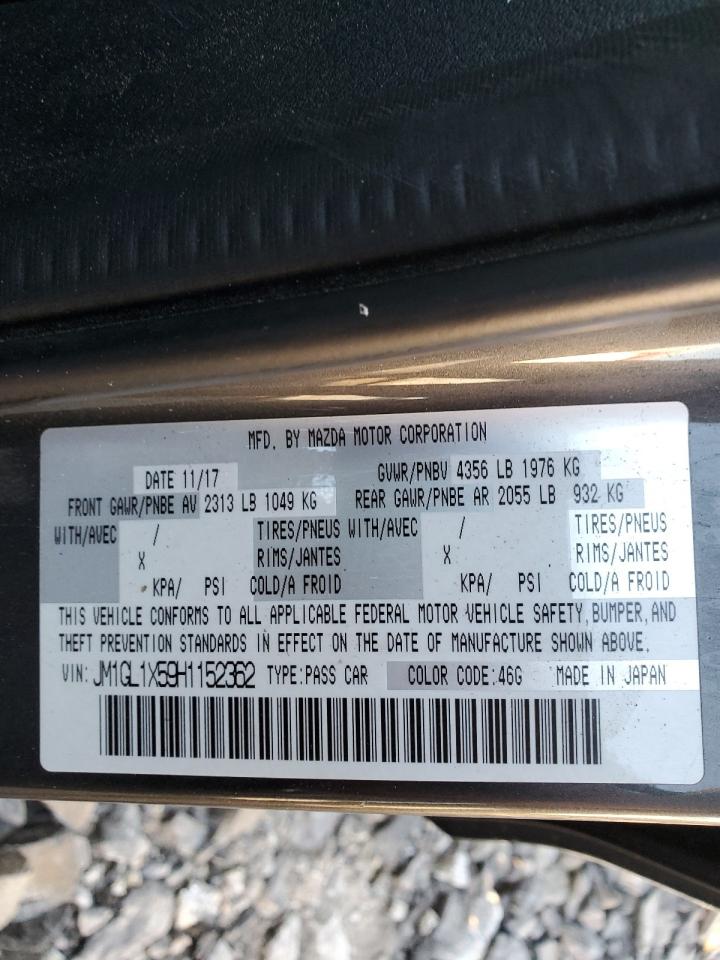 MFD. BY MAZDA MOTOR CORPORATION
DATE 11/17 GVWR/PNBV 4356 LB 1976 KG
FRONT GAWR/PNBE AV 2313 LB 1049 KG REAR GAWR/PNBE AR 2055 LB 932 KG
WITH/AVEC / TIRES/PNEUS WITH/AVEC / TIRES/PNEUS
X RIMS/JANTES X RIMS/JANTES
KPA/ PSI COLD/A FROID KPA/ PSI COLD/A FROID
THIS VEHICLE CONFORMS TO ALL APPLICABLE FEDERAL MOTOR VEHICLE SAFETY, BUMPER, AND
THEFT PREVENTION STANDARDS IN EFFECT ON THE DATE OF MANUFACTURE SHOWN ABOVE.
VIN: JM1GL1X59H1152362 TYPE:PASS CAR COLOR CODE:46G MADE IN JAPAN